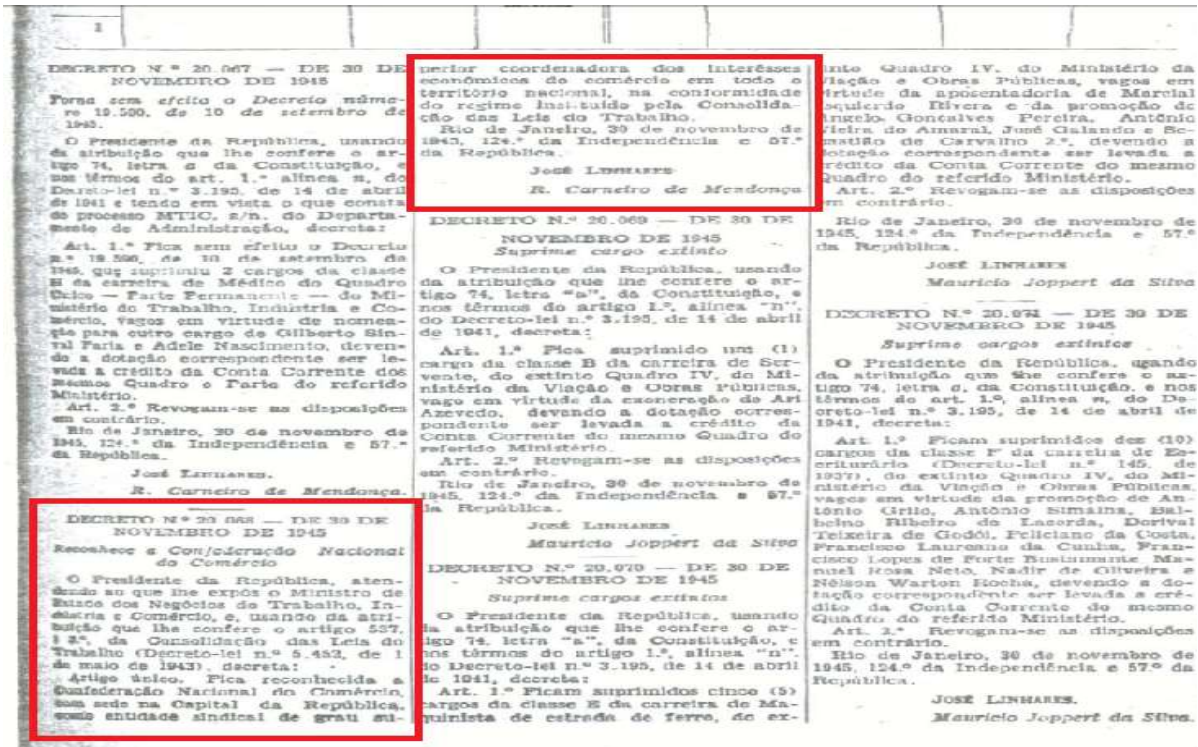 1
DECRETO N.º 20.067 — DE 30 DE
NOVEMBRO DE 1945
Torna sem efeito o Decreto núme-
ro 19.590, de 10 de setembro de
1945.
O Presidente da República, usando
da atribuição que lhe confere o ar-
tigo 74, letra a da Constituição, e
nos têrmos do art. 1.º alínea n, do
Decreto-lei n.º 3.195, de 14 de abril
de 1941 e tendo em vista o que consta
do processo MTIC, s/n. do Departa-
mento de Administração, decreta:
Art. 1.º Fica sem efeito o Decreto
n.º 19.590, de 10 de setembro de
1945, que suprimiu 2 cargos da classe
H da carreira de Médico do Quadro
Único — Parte Permanente — do Mi-
nistério do Trabalho, Indústria e Co-
mércio, vagos em virtude de nomea-
ção para outro cargo de Gilberto Sin-
val Faria e Adele Nascimento, deven-
do a dotação correspondente ser le-
vada a crédito da Conta Corrente dos
mesmos Quadro e Parte do referido
Ministério.
Art. 2.º Revogam-se as disposições
em contrário.
Rio de Janeiro, 30 de novembro de
1945, 124.º da Independência e 57.º
da República.
José Linhares.
R. Carneiro de Mendonça.
DECRETO N.º 20.068 — DE 30 DE
NOVEMBRO DE 1945
Reconhece a Confederação Nacional
do Comércio
O Presidente da República, aten-
dendo ao que lhe expôs o Ministro de
Estado dos Negócios do Trabalho, In-
dústria e Comércio, e, usando da atri-
buição que lhe confere o artigo 537,
§ 3.º, da Consolidação das Leis do
Trabalho (Decreto-lei n.º 5.452, de 1
de maio de 1943), decreta:
Artigo único. Fica reconhecida a
Confederação Nacional do Comércio,
com sede na Capital da República,
como entidade sindical de grau su-
perior coordenadora dos interêsses
econômicos do comércio em todo o
território nacional, na conformidade
do regime instituído pela Consolida-
ção das Leis do Trabalho.
Rio de Janeiro, 30 de novembro de
1945, 124.º da Independência e 57.º
da República.
José Linhares
R. Carneiro de Mendonça
DECRETO N.º 20.069 — DE 30 DE
NOVEMBRO DE 1945
Suprime cargo extinto
O Presidente da República, usando
da atribuição que lhe confere o ar-
tigo 74, letra "a", da Constituição, e
nos têrmos do artigo 1.º, alínea "n",
do Decreto-lei n.º 3.195, de 14 de abril
de 1941, decreta:
Art. 1.º Fica suprimido um (1)
cargo da classe B da carreira de Ser-
vente, do extinto Quadro IV, do Mi-
nistério da Viação e Obras Públicas,
vago em virtude da exoneração de Ari
Azevedo, devendo a dotação corres-
pondente ser levada a crédito da
Conta Corrente do mesmo Quadro do
referido Ministério.
Art. 2.º Revogam-se as disposições
em contrário.
Rio de Janeiro, 30 de novembro de
1945, 124.º da Independência e 57.º
da República.
José Linhares
Mauricio Joppert da Silva
DECRETO N.º 20.070 — DE 30 DE
NOVEMBRO DE 1945
Suprime cargos extintos
O Presidente da República, usando
da atribuição que lhe confere o ar-
tigo 74, letra "a", da Constituição, e
nos têrmos do artigo 1.º, alínea "n",
do Decreto-lei n.º 3.195, de 14 de abril
de 1941, decreta:
Art. 1.º Ficam suprimidos cinco (5)
cargos da classe E da carreira de Ma-
quinista de estrada de ferro, do ex-
tinto Quadro IV, do Ministério da
Viação e Obras Públicas, vagos em
virtude da aposentadoria de Marcial
Esquierdo Rivera e da promoção de
Angelo Gonçalves Pereira, Antônio
Vieira do Amaral, José Galando e Se-
bastião de Carvalho 2.º, devendo a
dotação correspondente ser levada a
crédito da Conta Corrente do mesmo
Quadro do referido Ministério.
Art. 2.º Revogam-se as disposições
em contrário.
Rio de Janeiro, 30 de novembro de
1945, 124.º da Independência e 57.º
da República.
José Linhares
Mauricio Joppert da Silva
DECRETO N.º 20.071 — DE 30 DE
NOVEMBRO DE 1945
Suprime cargos extintos
O Presidente da República, usando
da atribuição que lhe confere o ar-
tigo 74, letra a, da Constituição, e nos
têrmos do art. 1.º, alínea n, do De-
creto-lei n.º 3.195, de 14 de abril de
1941, decreta:
Art. 1.º Ficam suprimidos dez (10)
cargos da classe F da carreira de Es-
criturário (Decreto-lei n.º 145, de
1937), do extinto Quadro IV, do Mi-
nistério da Viação e Obras Públicas,
vagos em virtude da promoção de An-
tônio Grilo, Antônio Simalha, Bal-
bino Ribeiro de Lacerda, Dorival
Teixeira de Godói, Feliciano da Costa,
Francisco Laureano da Cunha, Fran-
cisco Lopes de Forte Bustamante Ma-
nuel Rosa Neto, Nadir de Oliveira e
Nélson Warton Rocha, devendo a do-
tação correspondente ser levada a cré-
dito da Conta Corrente do mesmo
Quadro do referido Ministério.
Art. 2.º Revogam-se as disposições
em contrário.
Rio de Janeiro, 30 de novembro de
1945, 124.º da Independência e 57.º da
República.
José Linhares.
Mauricio Joppert da Silva.